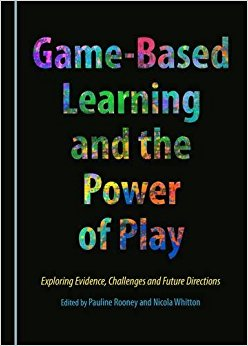 Game-Based
Learning
and the
Power
of Play
Exploring Evidence, Challenges and Future Directions
Edited by Pauline Rooney and Nicola Whitton